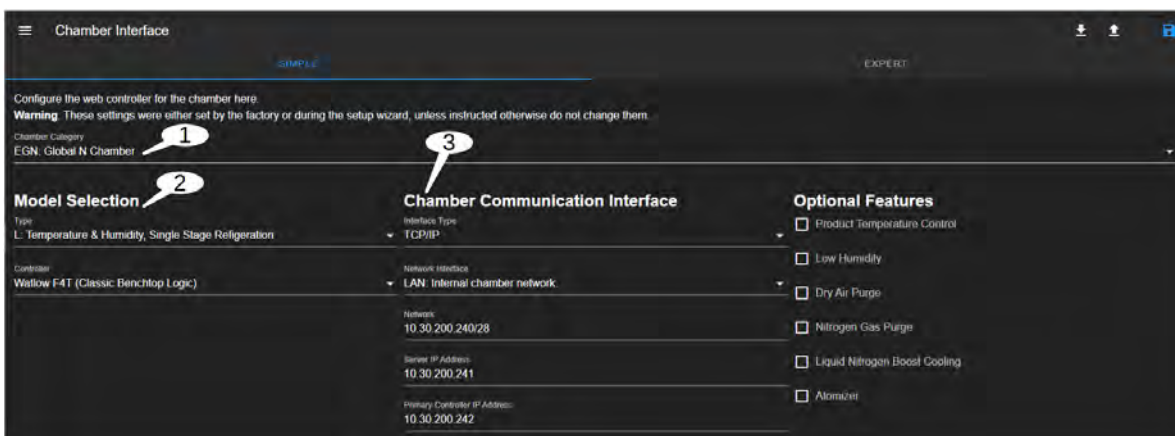 Chamber Interface
SIMPLE
EXPERT
Configure the web controller for the chamber here.
Warning. These settings were either set by the factory or during the setup wizard, unless instructed otherwise do not change them.
Chamber Category
1
EGN: Global N Chamber
3
2
Model Selection
Type
L: Temperature & Humidity, Single Stage Religeration
Controller
Watlow F4T (Classic Benchtop Logic)
Chamber Communication Interface
Interface Type
TCP/IP
Network Interface
LAN: Internal chamber network
Network
10.30.200.240/28
Server IP Address
10.30.200.241
Primary Controller IP Address
10.30.200.242
Optional Features
Product Temperature Control
Low Humidity
Dry Air Purge
Nitrogen Gas Purge
Liquid Nitrogen Boost Cooling
Atomizer